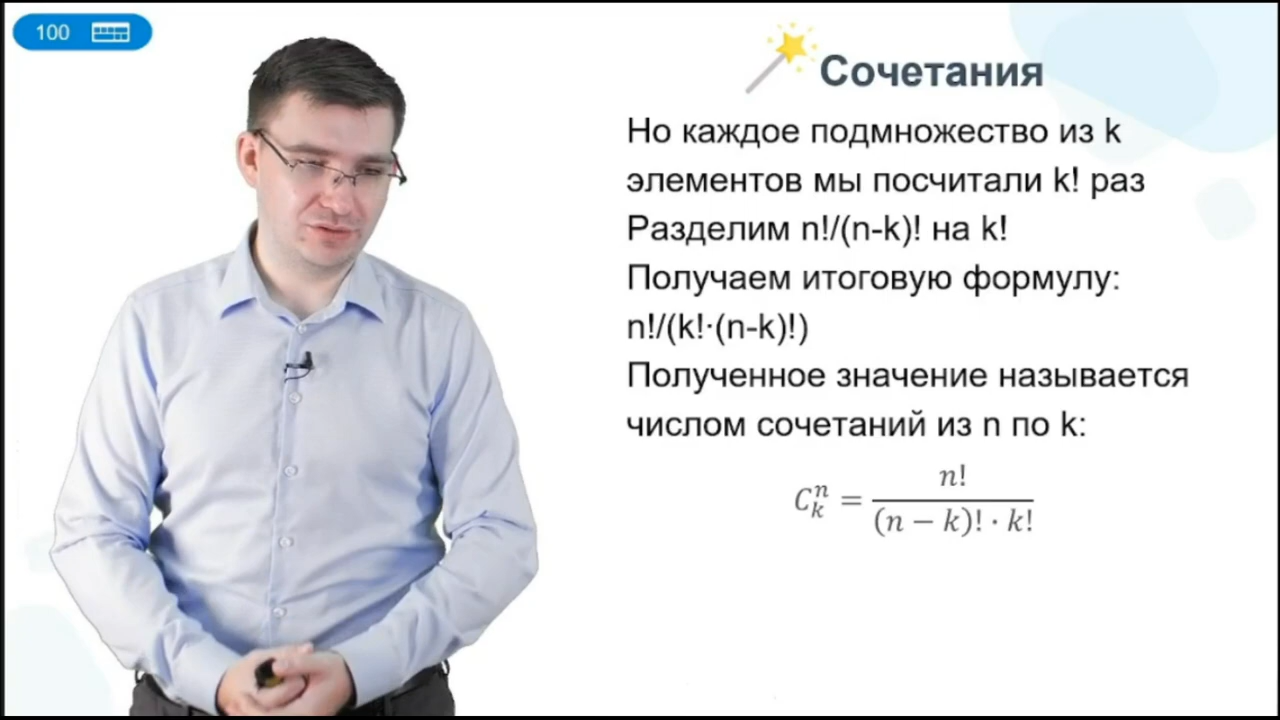 100
Сочетания
Но каждое подмножество из k
элементов мы посчитали k! раз
Разделим n!/(n-k)! на k!
Получаем итоговую формулу:
n!/(k!·(n-k)!)
Полученное значение называется
числом сочетаний из n по k:
C_k^n = n! / ((n − k)! · k!)